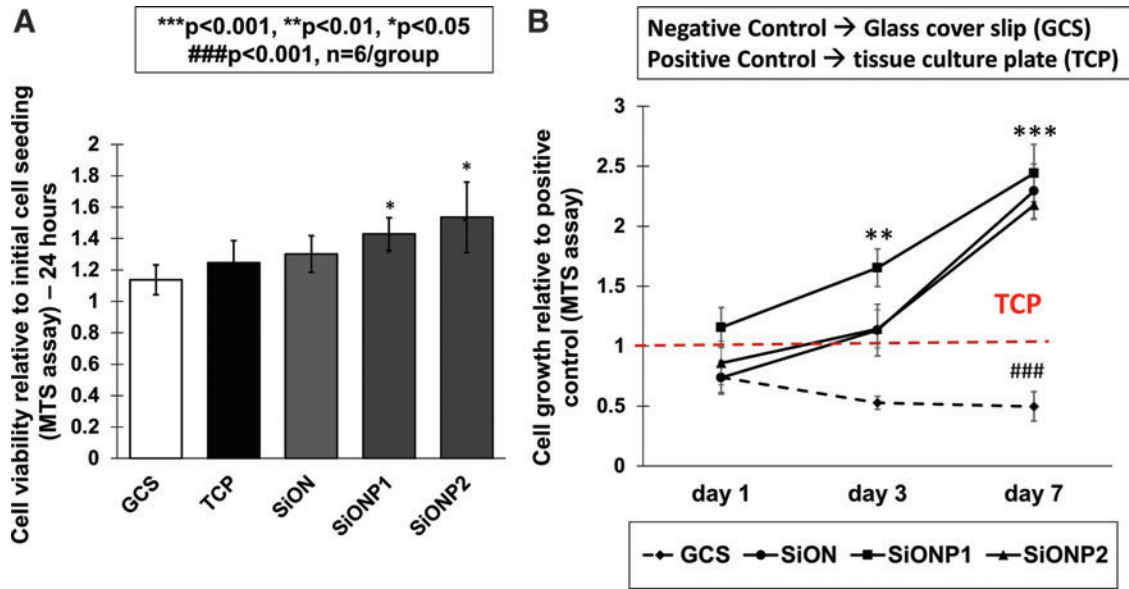 A
***p<0.001, **p<0.01, *p<0.05
###p<0.001, n=6/group
Cell viability relative to initial cell seeding
(MTS assay) – 24 hours
2
1.8
1.6
1.4
1.2
1
0.8
0.6
0.4
0.2
0
*
*
GCS
TCP
SiON
SiONP1
SiONP2
B
Negative Control → Glass cover slip (GCS)
Positive Control → tissue culture plate (TCP)
Cell growth relative to positive
control (MTS assay)
3
2.5
2
1.5
1
0.5
0
**
***
TCP
###
day 1
day 3
day 7
GCS SiON SiONP1 SiONP2